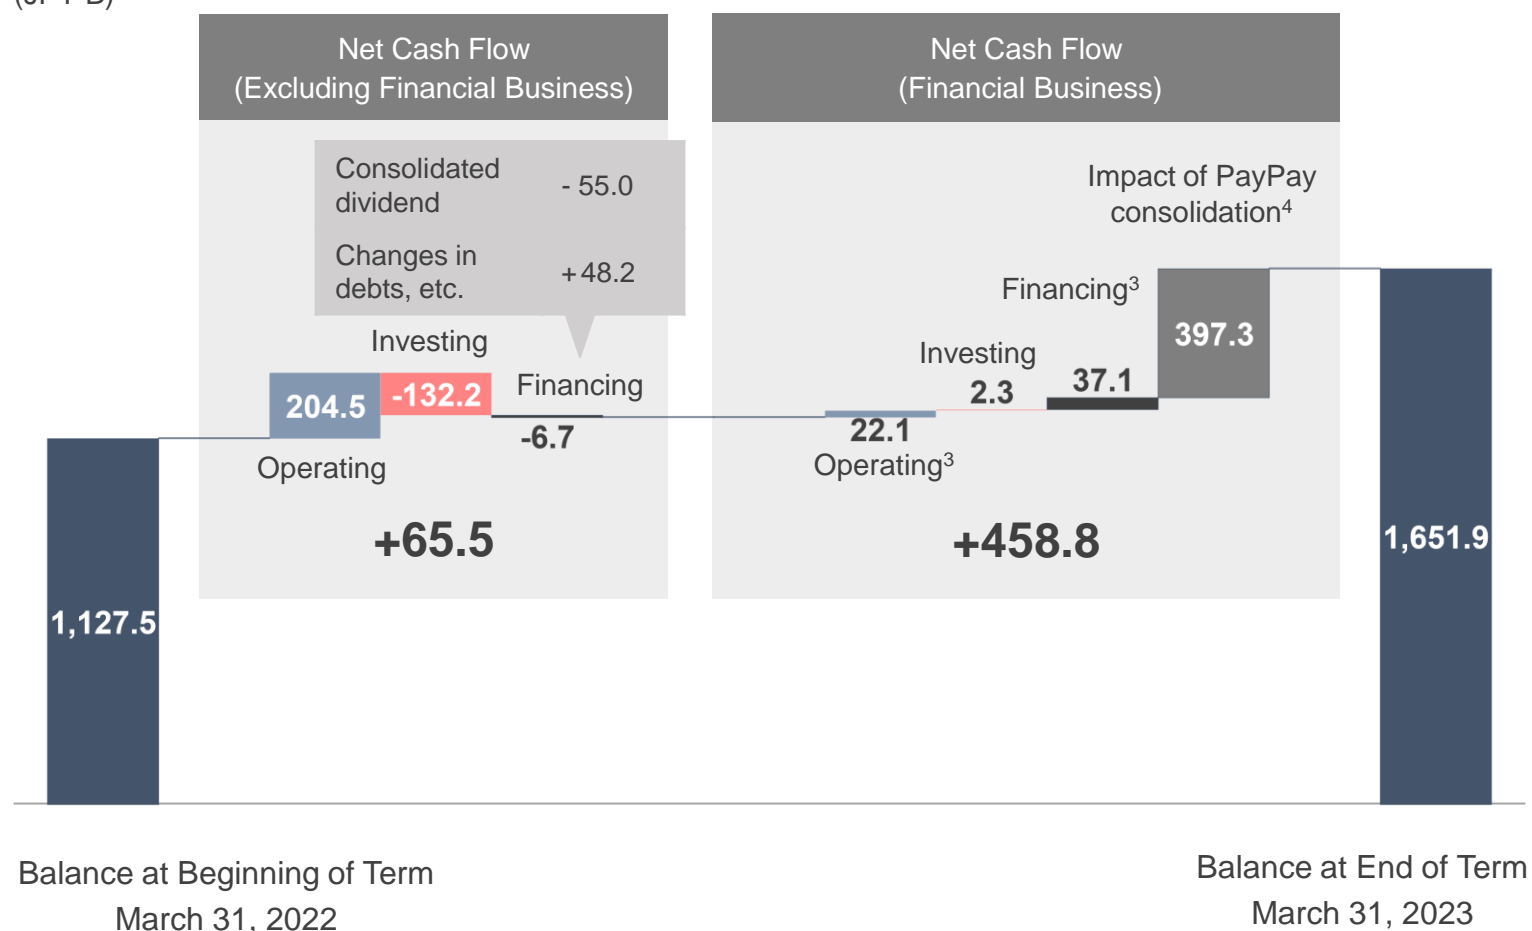 Net Cash Flow
(Excluding Financial Business)
Net Cash Flow
(Financial Business)
Consolidated
dividend
- 55.0
Changes in
debts, etc.
+48.2
Impact of PayPay
consolidation⁴
Financing³
397.3
Investing
Investing
204.5
-132.2
Financing
2.3
37.1
-6.7
22.1
Operating
Operating³
+65.5
+458.8
1,651.9
1,127.5
Balance at Beginning of Term
March 31, 2022
Balance at End of Term
March 31, 2023